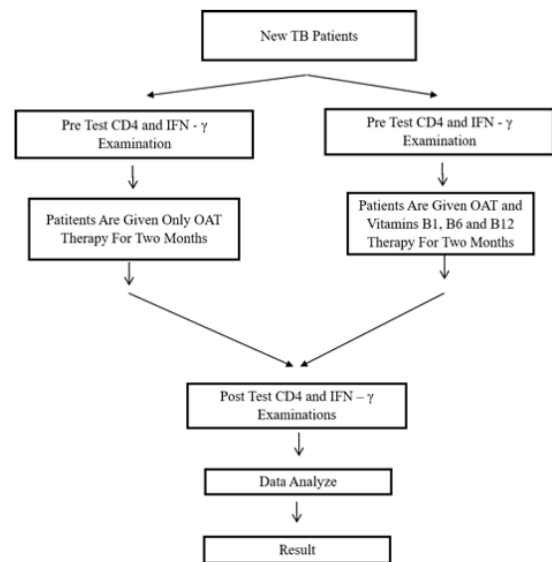 New TB Patients
Pre Test CD4 and IFN - γ
Examination
Pre Test CD4 and IFN - γ
Examination
Patitents Are Given Only OAT
Therapy For Two Months
Patients Are Given OAT and
Vitamins B1, B6 and B12
Therapy For Two Months
Post Test CD4 and IFN – γ
Examinations
Data Analyze
Result